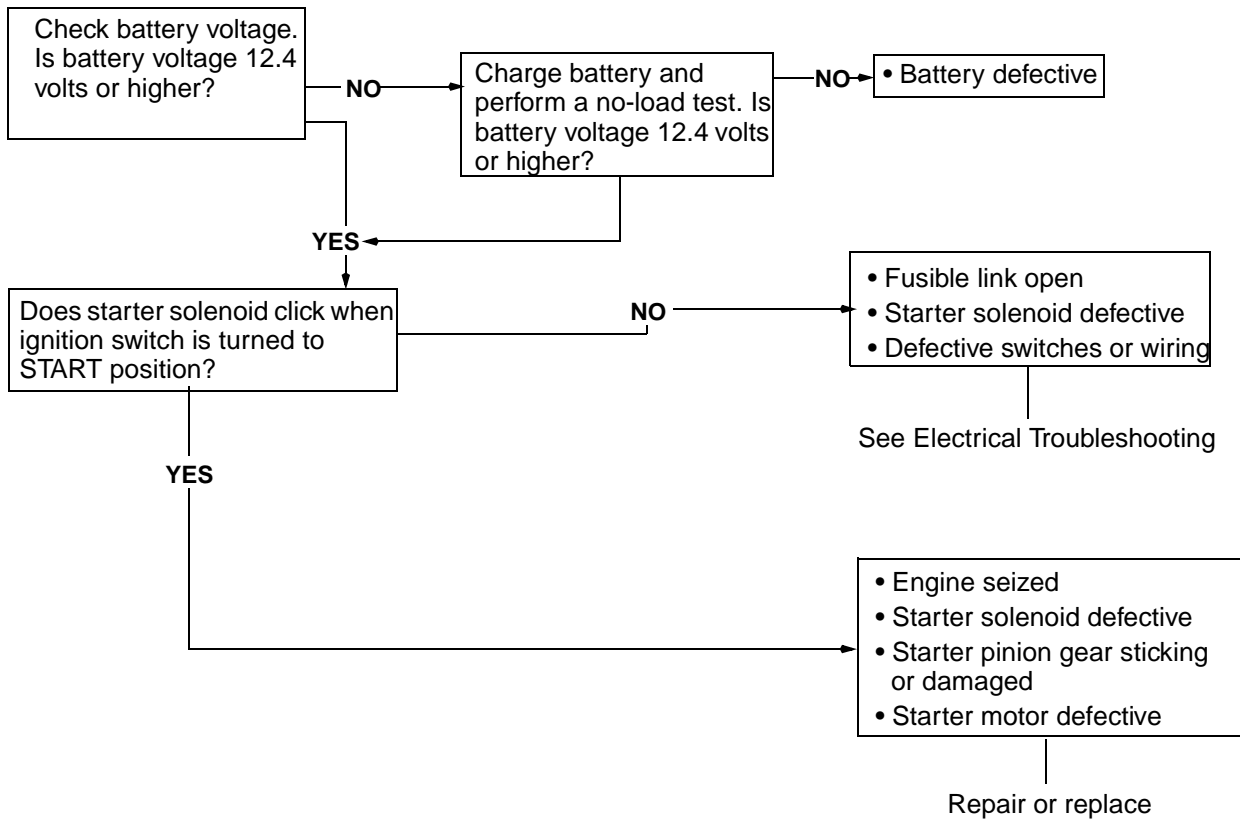 Check battery voltage.
Is battery voltage 12.4
volts or higher?
NO
Charge battery and
perform a no-load test. Is
battery voltage 12.4 volts
or higher?
NO
• Battery defective
YES
Does starter solenoid click when
ignition switch is turned to
START position?
NO
• Fusible link open
• Starter solenoid defective
• Defective switches or wiring
See Electrical Troubleshooting
YES
• Engine seized
• Starter solenoid defective
• Starter pinion gear sticking
or damaged
• Starter motor defective
Repair or replace